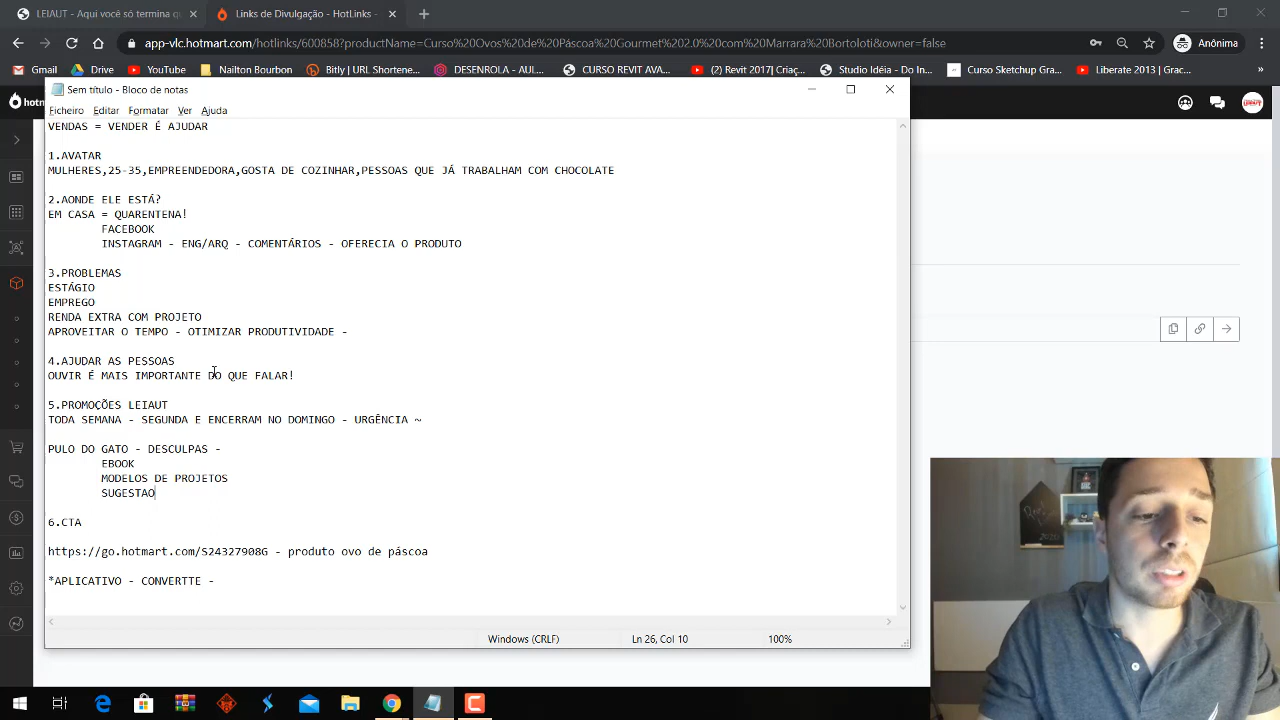 LEIAUT - Aqui você só termina qu
Links de Divulgação - HotLinks -
app-vlc.hotmart.com/hotlinks/600858?productName=Curso%20Ovos%20de%20Páscoa%20Gourmet%202.0%20com%20Marrara%20Bortoloti&owner=false
Anônima
Gmail
Drive
YouTube
Nailton Bourbon
Bitly | URL Shortene...
DESENROLA - AUL...
CURSO REVIT AVA...
(2) Revit 2017| Criaç...
Studio Idéia - Do In...
Curso Sketchup Gra...
Liberate 2013 | Grac...
Sem título - Bloco de notas
Ficheiro Editar Formatar Ver Ajuda
VENDAS = VENDER É AJUDAR
1.AVATAR
MULHERES,25-35,EMPREENDEDORA,GOSTA DE COZINHAR,PESSOAS QUE JÁ TRABALHAM COM CHOCOLATE
2.AONDE ELE ESTÁ?
EM CASA = QUARENTENA!
FACEBOOK
INSTAGRAM - ENG/ARQ - COMENTÁRIOS - OFERECIA O PRODUTO
3.PROBLEMAS
ESTÁGIO
EMPREGO
RENDA EXTRA COM PROJETO
APROVEITAR O TEMPO - OTIMIZAR PRODUTIVIDADE -
4.AJUDAR AS PESSOAS
OUVIR É MAIS IMPORTANTE DO QUE FALAR!
5.PROMOÇÕES LEIAUT
TODA SEMANA - SEGUNDA E ENCERRAM NO DOMINGO - URGÊNCIA ~
PULO DO GATO - DESCULPAS -
EBOOK
MODELOS DE PROJETOS
SUGESTAO
6.CTA
https://go.hotmart.com/S24327908G - produto ovo de páscoa
*APLICATIVO - CONVERTTE -
Windows (CRLF)
Ln 26, Col 10
100%